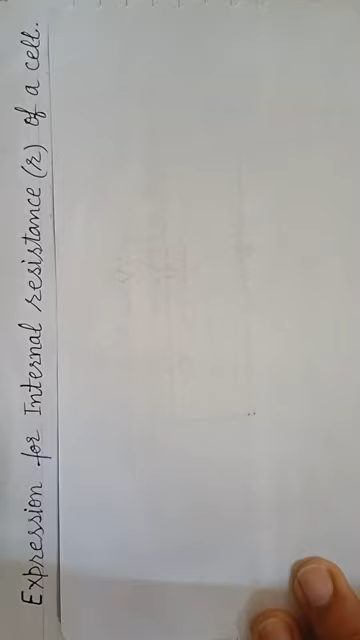 Expression for Internal resistance (r) of a cell.